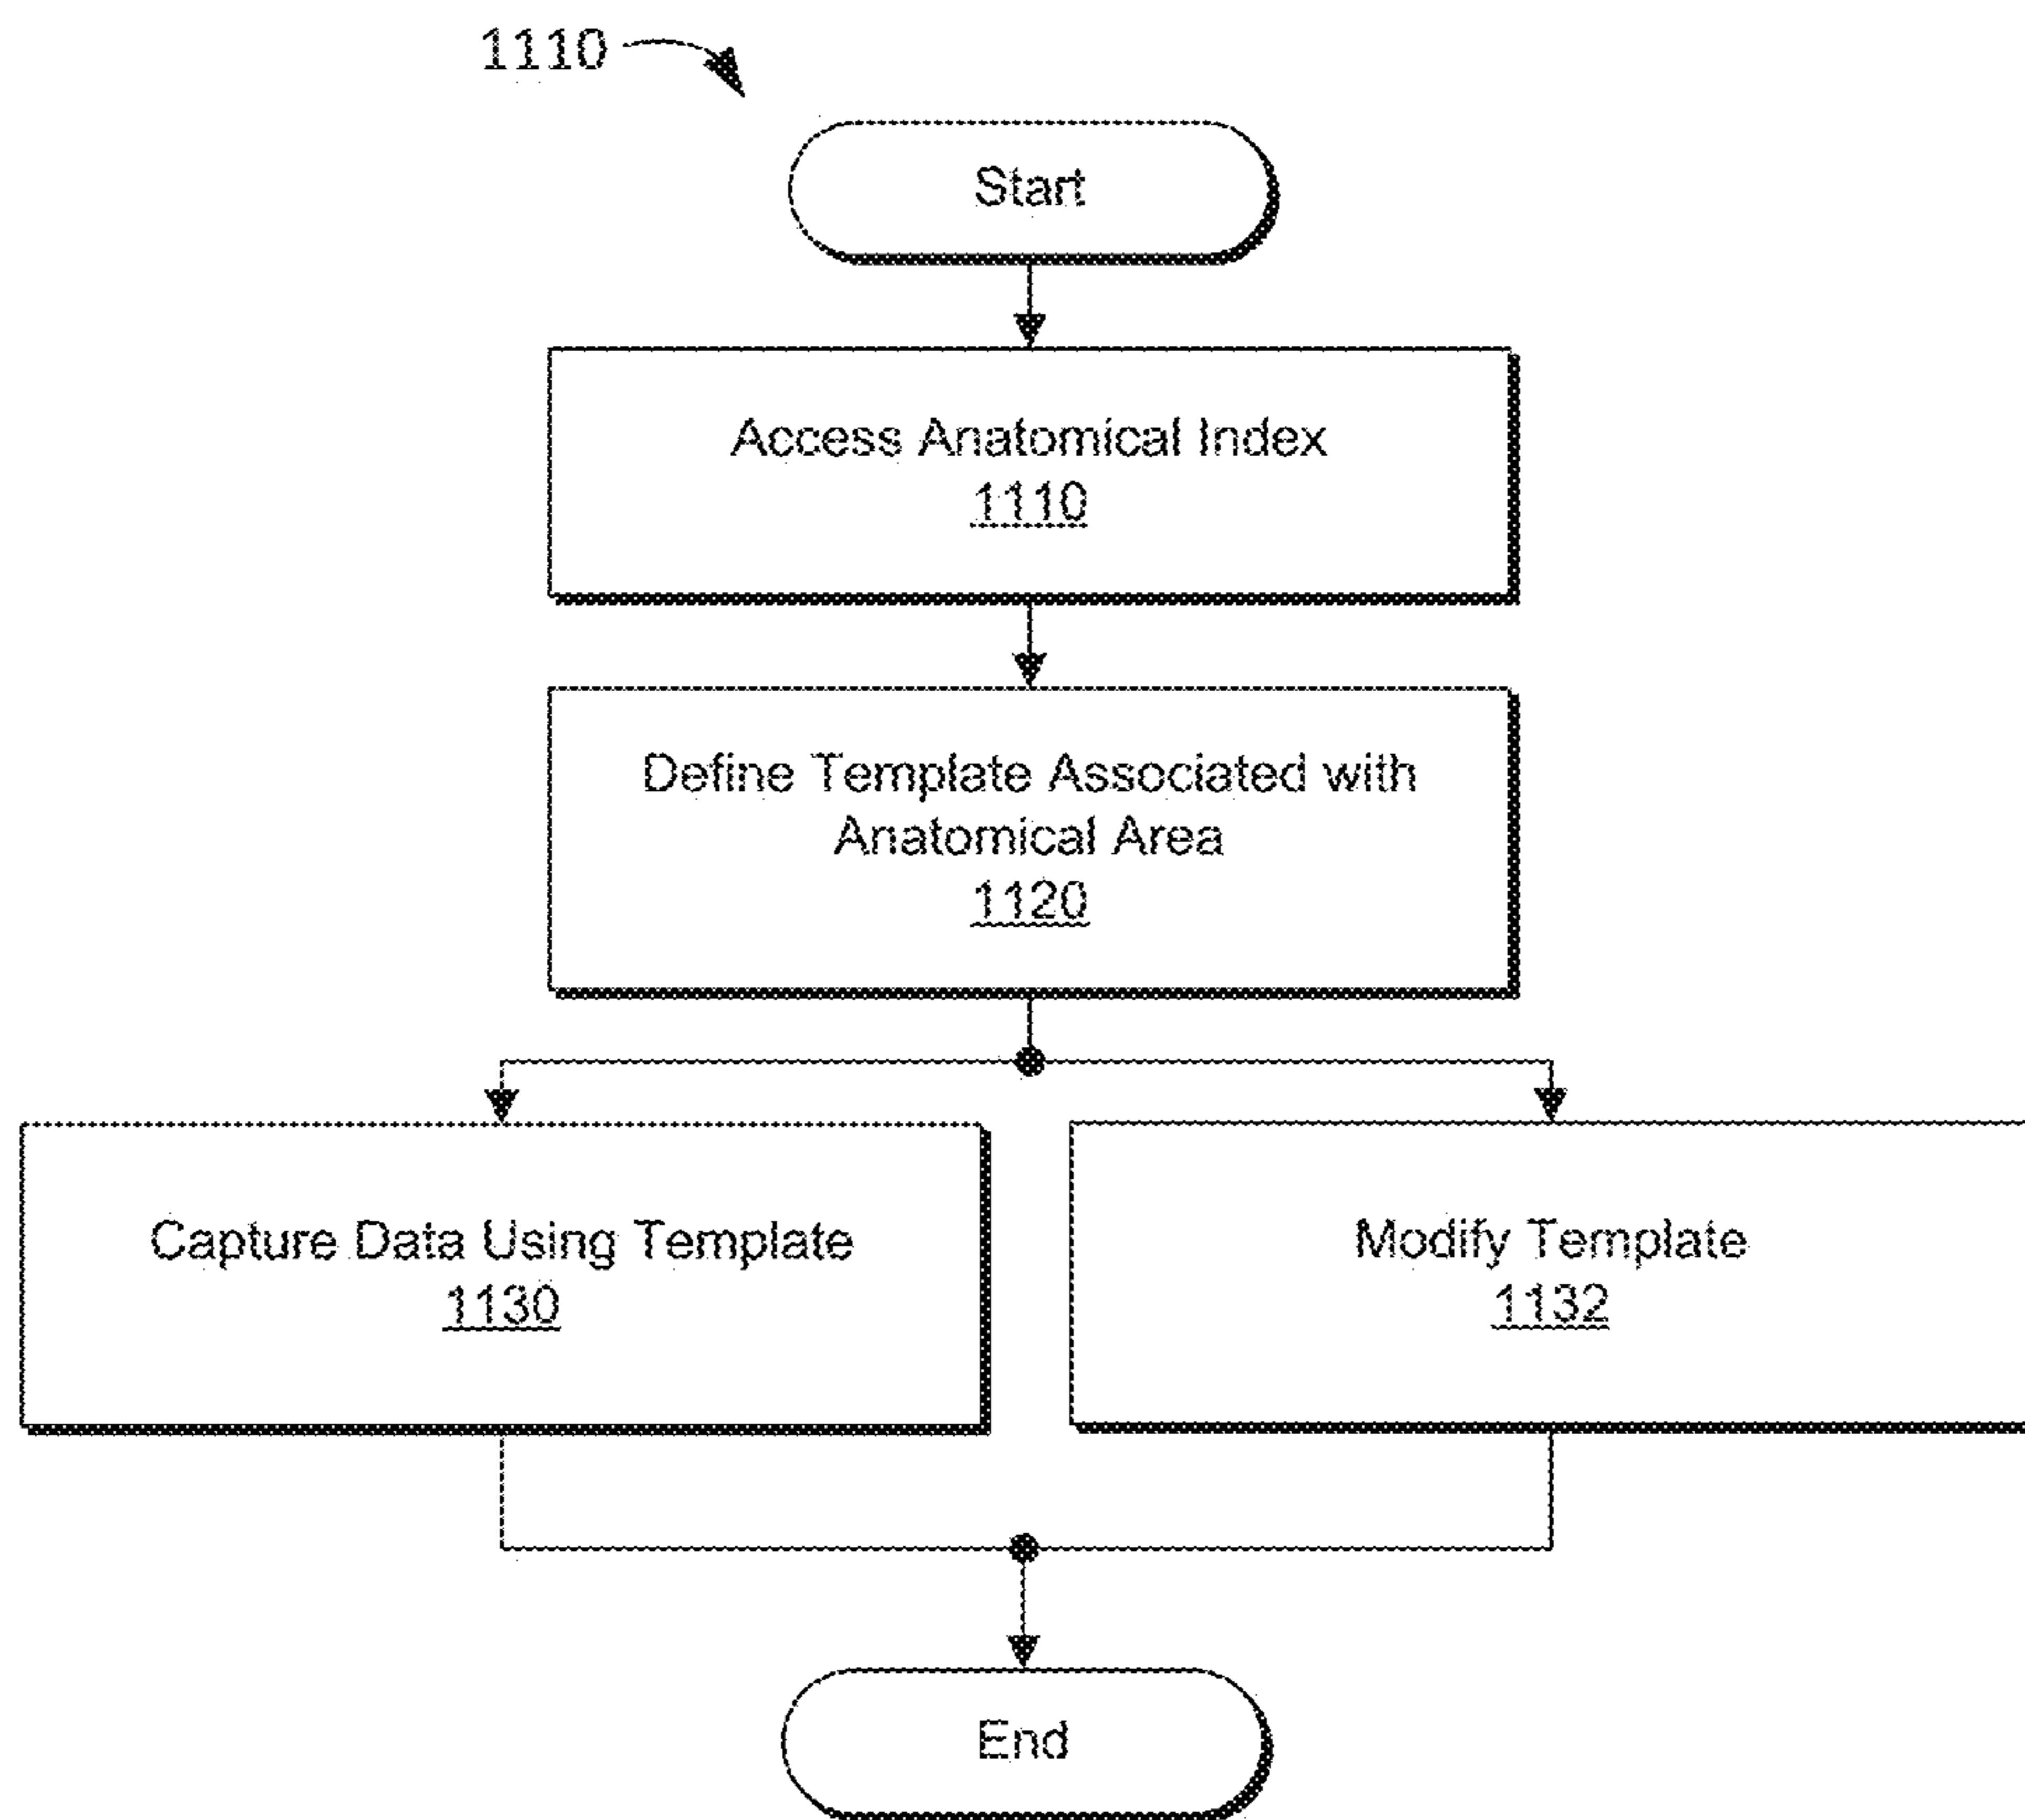 1110
Start
Access Anatomical Index
1110
Define Template Associated with
Anatomical Area
1120
Capture Data Using Template
1130
Modify Template
1132
End